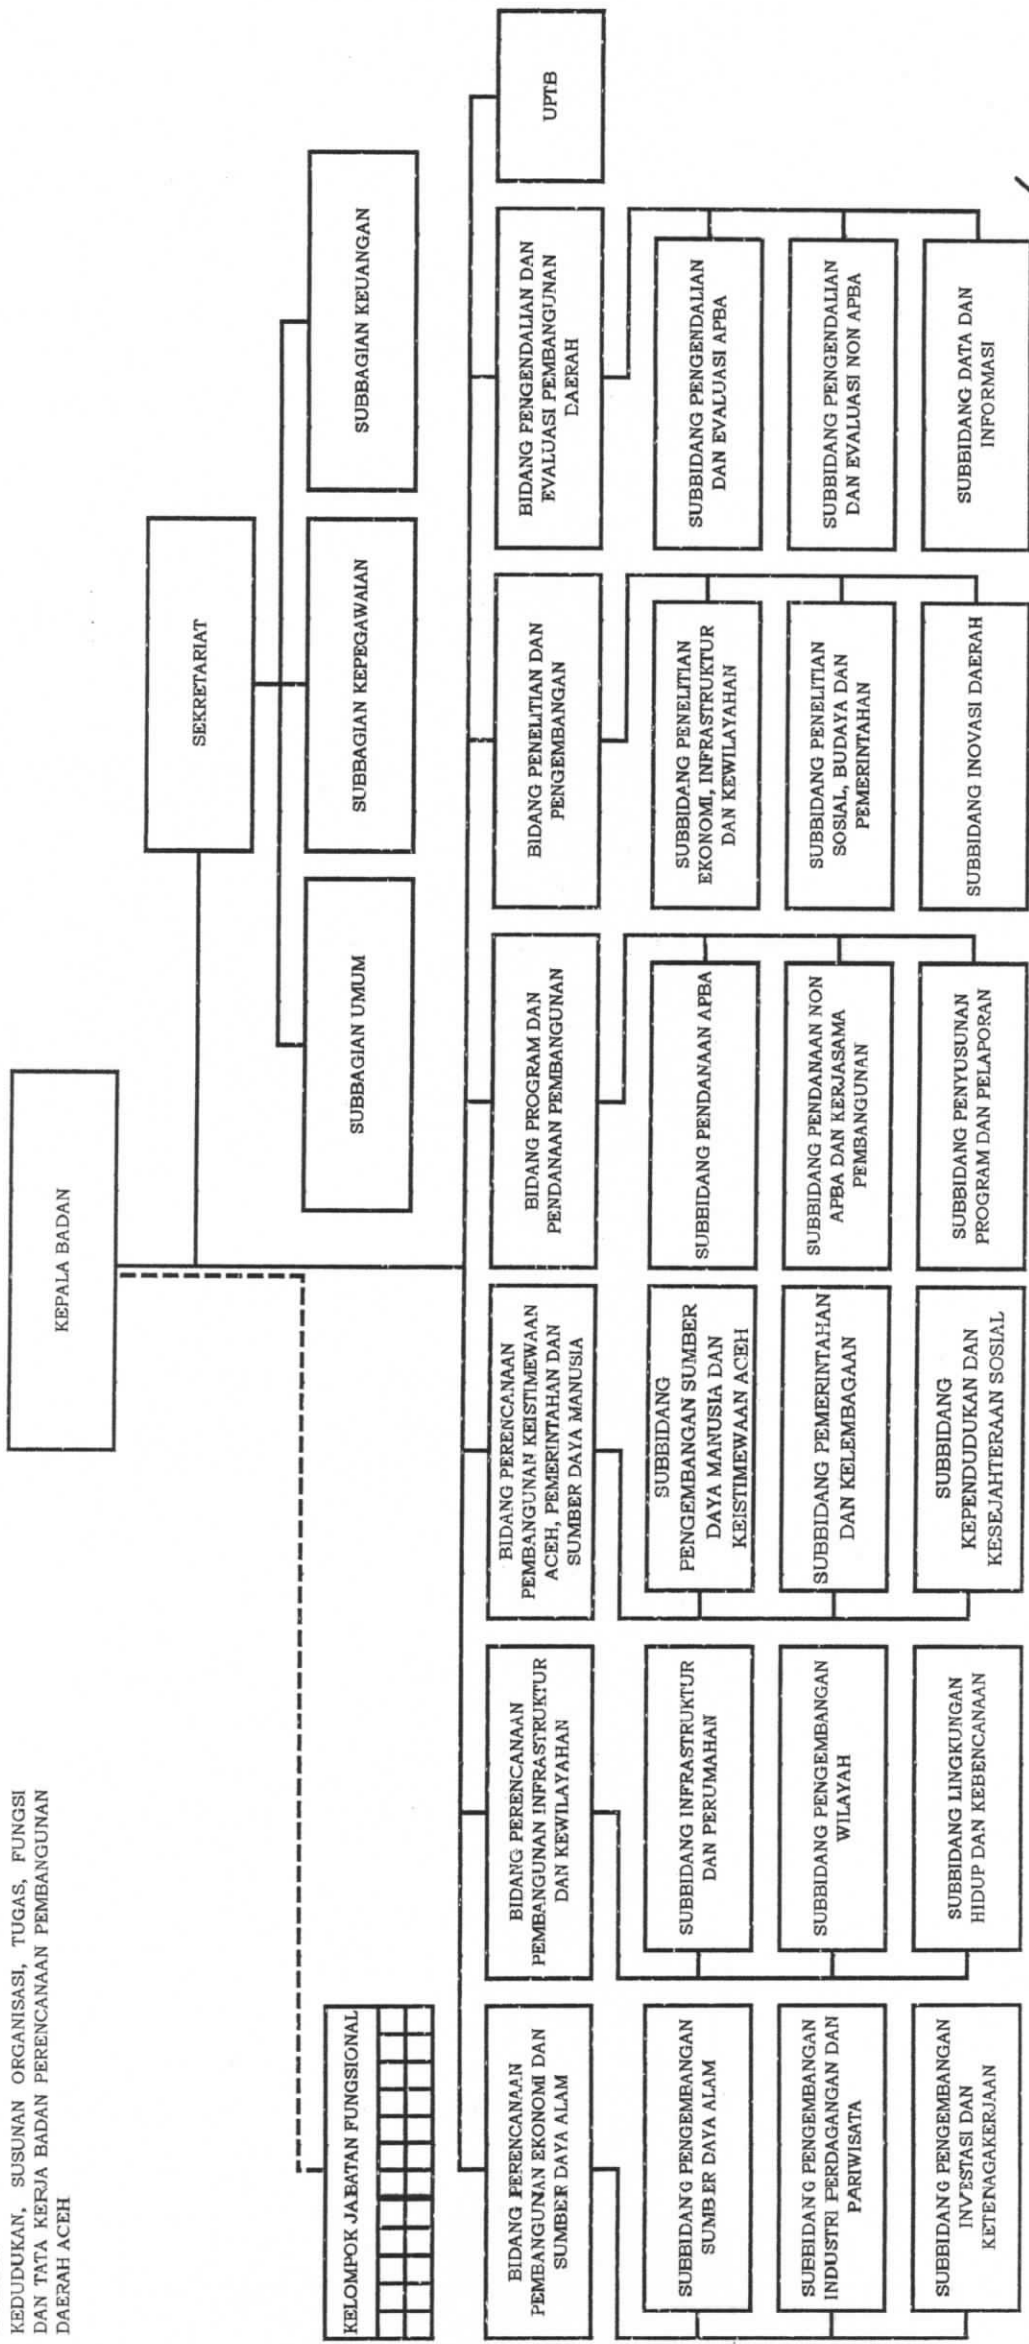 KEDUDUKAN, SUSUNAN ORGANISASI, TUGAS, FUNGSI
DAN TATA KERJA BADAN PERENCANAAN PEMBANGUNAN
DAERAH ACEH
KEPALA BADAN
SEKRETARIAT
KELOMPOK JABATAN FUNGSIONAL
SUBBAGIAN UMUM
SUBBAGIAN KEPEGAWAIAN
SUBBAGIAN KEUANGAN
BIDANG PERENCANAAN
PEMBANGUNAN EKONOMI DAN
SUMBER DAYA ALAM
BIDANG PERENCANAAN
PEMBANGUNAN INFRASTRUKTUR
DAN KEWILAYAHAN
BIDANG PERENCANAAN
PEMBANGUNAN KEISTIMEWAAN
ACEH, PEMERINTAHAN DAN
SUMBER DAYA MANUSIA
BIDANG PROGRAM DAN
PENDANAAN PEMBANGUNAN
BIDANG PENELITIAN DAN
PENGEMBANGAN
BIDANG PENGENDALIAN DAN
EVALUASI PEMBANGUNAN
DAERAH
UPTB
SUBBIDANG PENGEMBANGAN
SUMBER DAYA ALAM
SUBBIDANG INFRASTRUKTUR
DAN PERUMAHAN
SUBBIDANG
PENGEMBANGAN SUMBER
DAYA MANUSIA DAN
KEISTIMEWAAN ACEH
SUBBIDANG PENDANAAN APBA
SUBBIDANG PENELITIAN
EKONOMI, INFRASTRUKTUR
DAN KEWILAYAHAN
SUBBIDANG PENGENDALIAN
DAN EVALUASI APBA
SUBBIDANG PENGEMBANGAN
INDUSTRI PERDAGANGAN DAN
PARIWISATA
SUBBIDANG PENGEMBANGAN
WILAYAH
SUBBIDANG PEMERINTAHAN
DAN KELEMBAGAAN
SUBBIDANG PENDANAAN NON
APBA DAN KERJASAMA
PEMBANGUNAN
SUBBIDANG PENELITIAN
SOSIAL, BUDAYA DAN
PEMERINTAHAN
SUBBIDANG PENGENDALIAN
DAN EVALUASI NON APBA
SUBBIDANG PENGEMBANGAN
INVESTASI DAN
KETENAGAKERJAAN
SUBBIDANG LINGKUNGAN
HIDUP DAN KEBENCANAAN
SUBBIDANG
KEPENDUDUKAN DAN
KESEJAHTERAAN SOSIAL
SUBBIDANG PENYUSUNAN
PROGRAM DAN PELAPORAN
SUBBIDANG INOVASI DAERAH
SUBBIDANG DATA DAN
INFORMASI